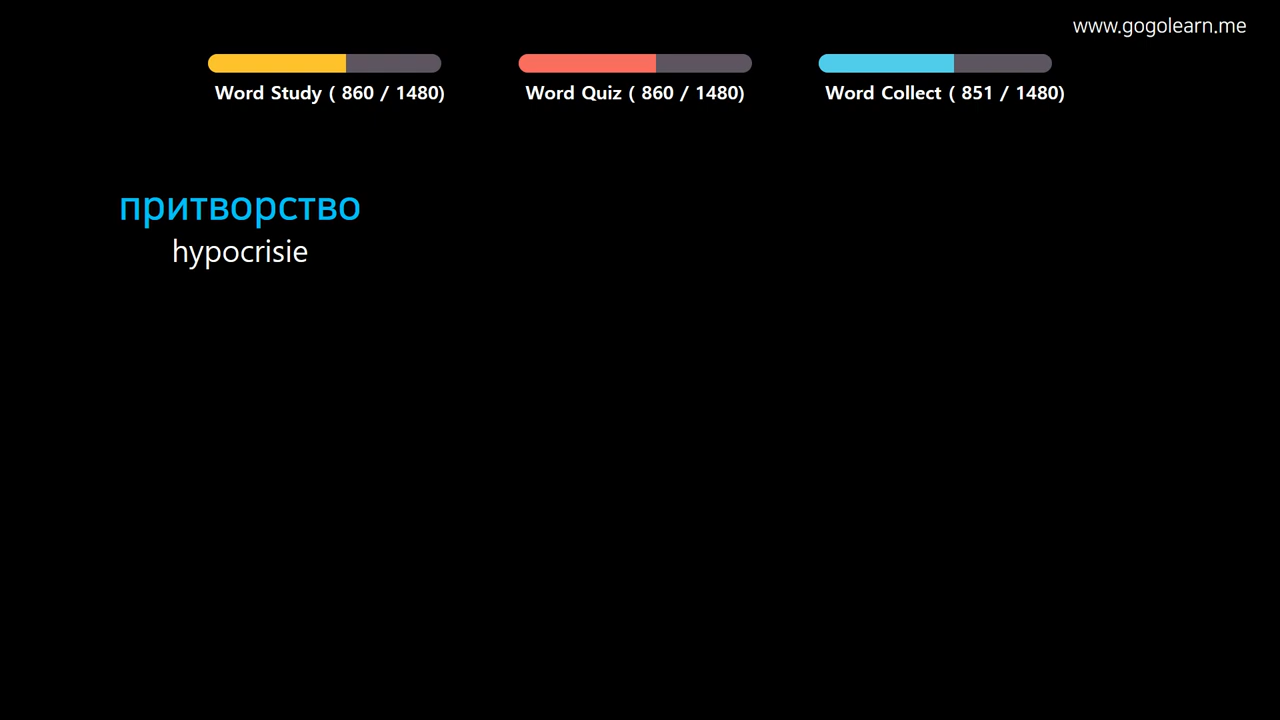 www.gogolearn.me
Word Study ( 860 / 1480)
Word Quiz ( 860 / 1480)
Word Collect ( 851 / 1480)
притворство
hypocrisie